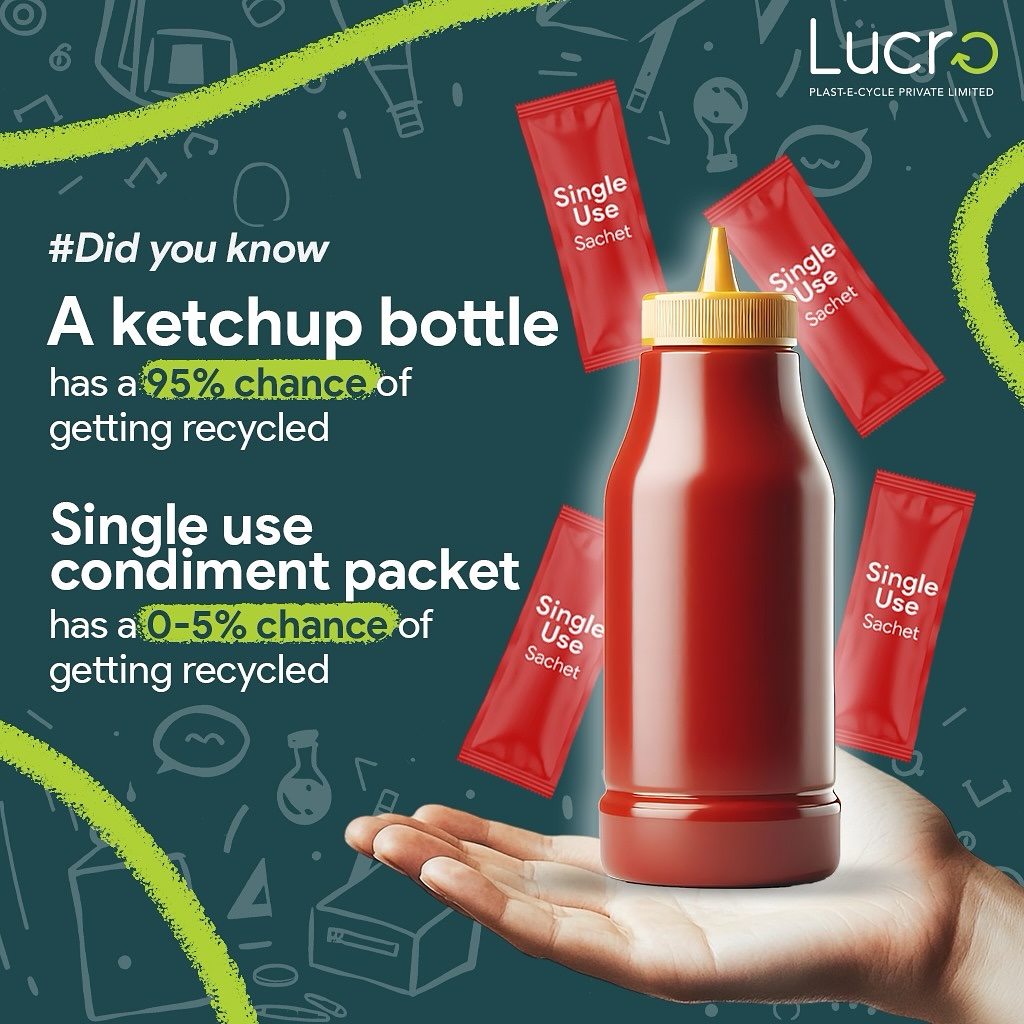 Lucro
PLAST-E-CYCLE PRIVATE LIMITED
#Did you know
A ketchup bottle
has a 95% chance of
getting recycled
Single use
condiment packet
has a 0-5% chance of
getting recycled
Single
Use
Sachet
Single
Use
Sachet
Single
Use
Sachet
Single
Use
Sachet